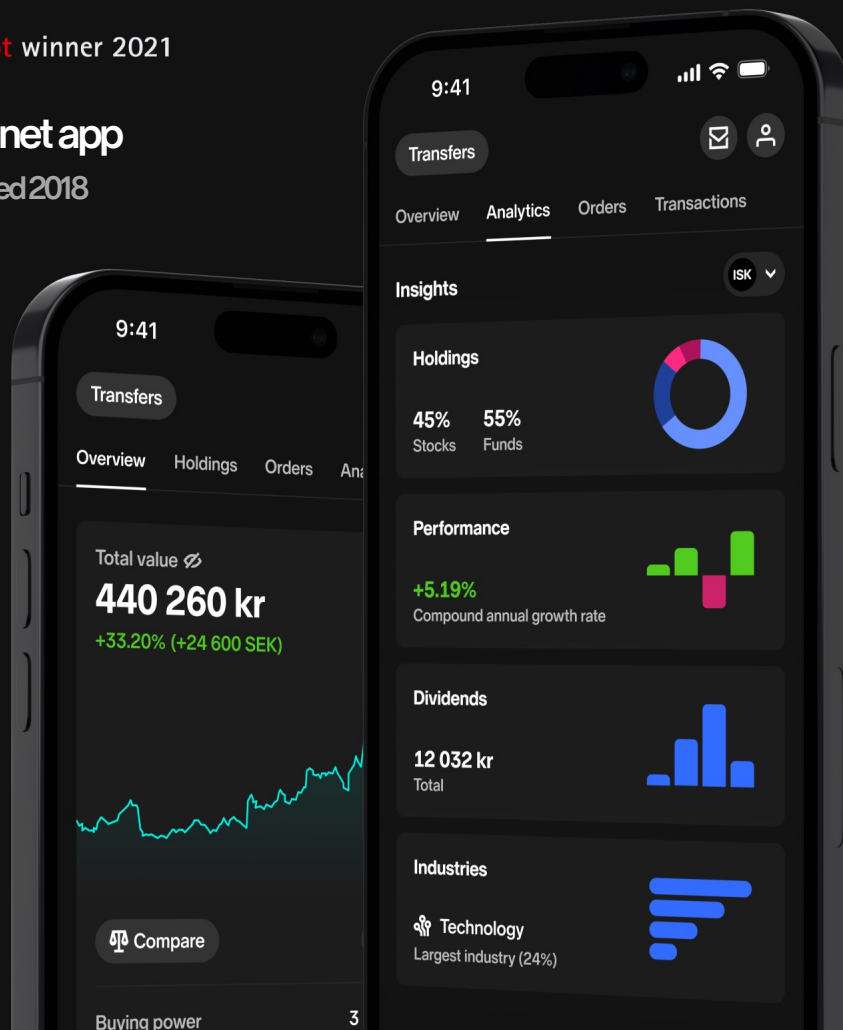 winner 2021
net app
2018
9:41
Transfers
Overview Holdings Orders
Total value
440 260 kr
+33.20% (+24 600 SEK)
Compare
Buying power 3
9:41
Transfers
Overview Analytics Orders Transactions
Insights
ISK
Holdings
45% 55%
Stocks Funds
Performance
+5.19%
Compound annual growth rate
Dividends
12 032 kr
Total
Industries
Technology
Largest industry (24%)